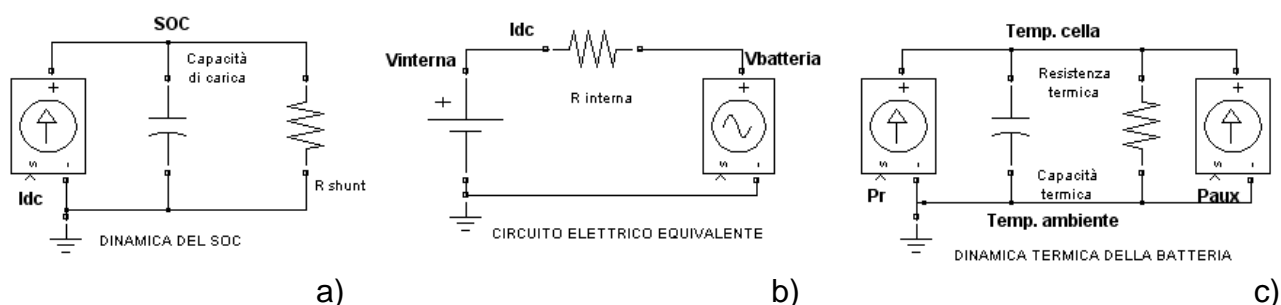 SOC
Capacità
di carica
+
s
-
Idc
R shunt
DINAMICA DEL SOC
a)
Idc
Vinterna
Vbatteria
+
+
R interna
s
-
CIRCUITO ELETTRICO EQUIVALENTE
b)
Temp. cella
Resistenza
termica
+
+
s
-
s
-
Capacità
termica
Pr
Paux
Temp. ambiente
DINAMICA TERMICA DELLA BATTERIA
c)